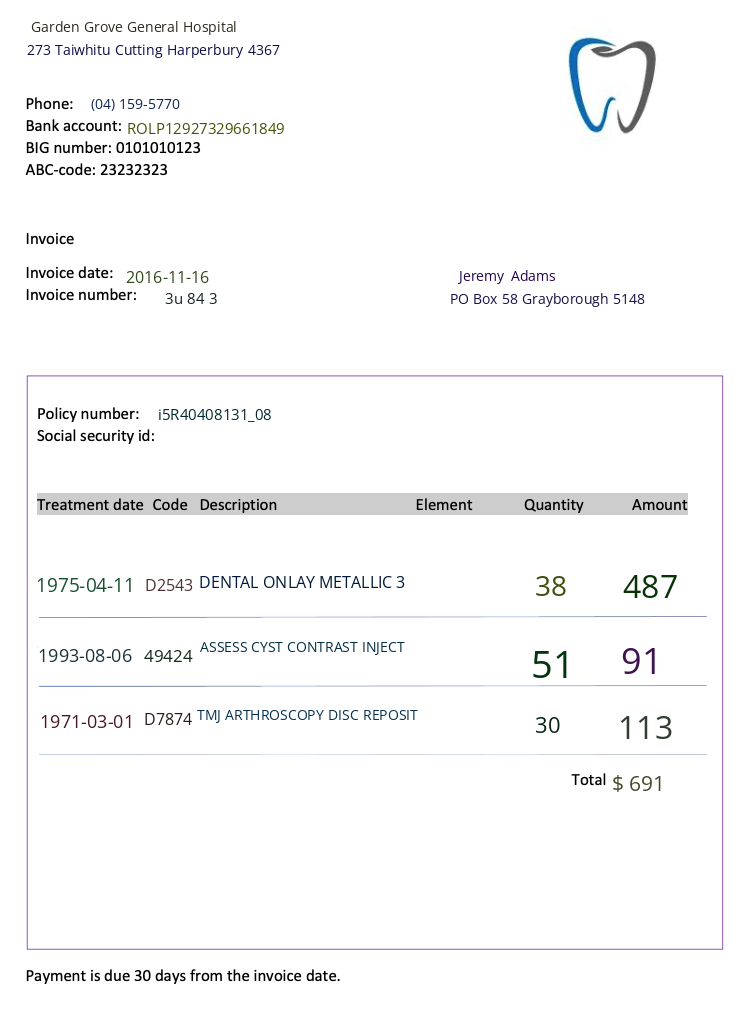 Garden Grove General Hospital
273 Taiwhitu Cutting Harperbury 4367
Phone: (04) 159-5770
Bank account: ROLP12927329661849
BIG number: 0101010123
ABC-code: 23232323
Invoice
Invoice date: 2016-11-16
Invoice number: 3u 84 3
Jeremy Adams
PO Box 58 Grayborough 5148
Policy number: i5R40408131_08
Social security id:
Treatment date Code Description Element Quantity Amount
1975-04-11 D2543 DENTAL ONLAY METALLIC 3 38 487
1993-08-06 49424 ASSESS CYST CONTRAST INJECT 51 91
1971-03-01 D7874 TMJ ARTHROSCOPY DISC REPOSIT 30 113
Total $ 691
Payment is due 30 days from the invoice date.